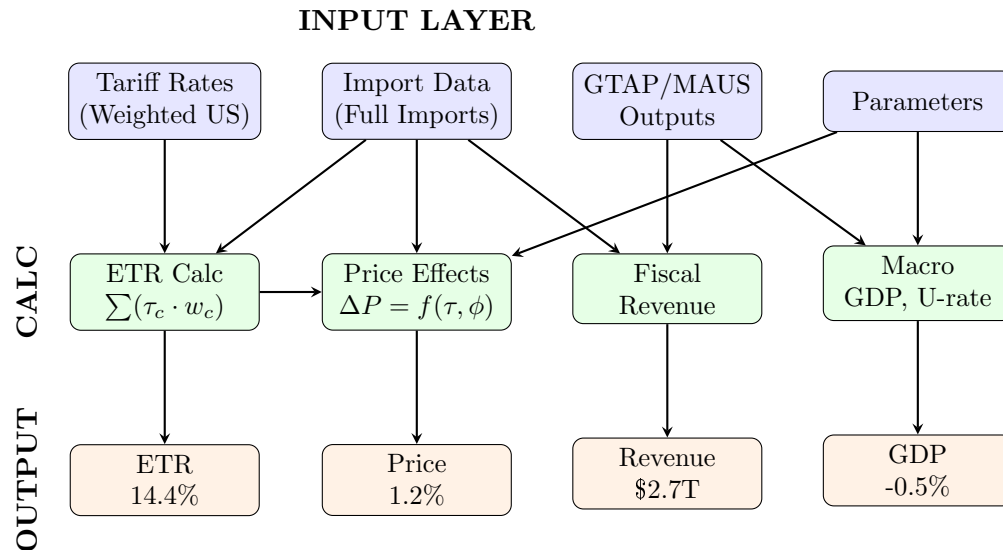 INPUT LAYER
Tariff Rates
(Weighted US)
Import Data
(Full Imports)
GTAP/MAUS
Outputs
Parameters
CALC
ETR Calc
∑(τ_c · w_c)
Price Effects
ΔP = f(τ, ϕ)
Fiscal
Revenue
Macro
GDP, U-rate
OUTPUT
ETR
14.4%
Price
1.2%
Revenue
$2.7T
GDP
-0.5%